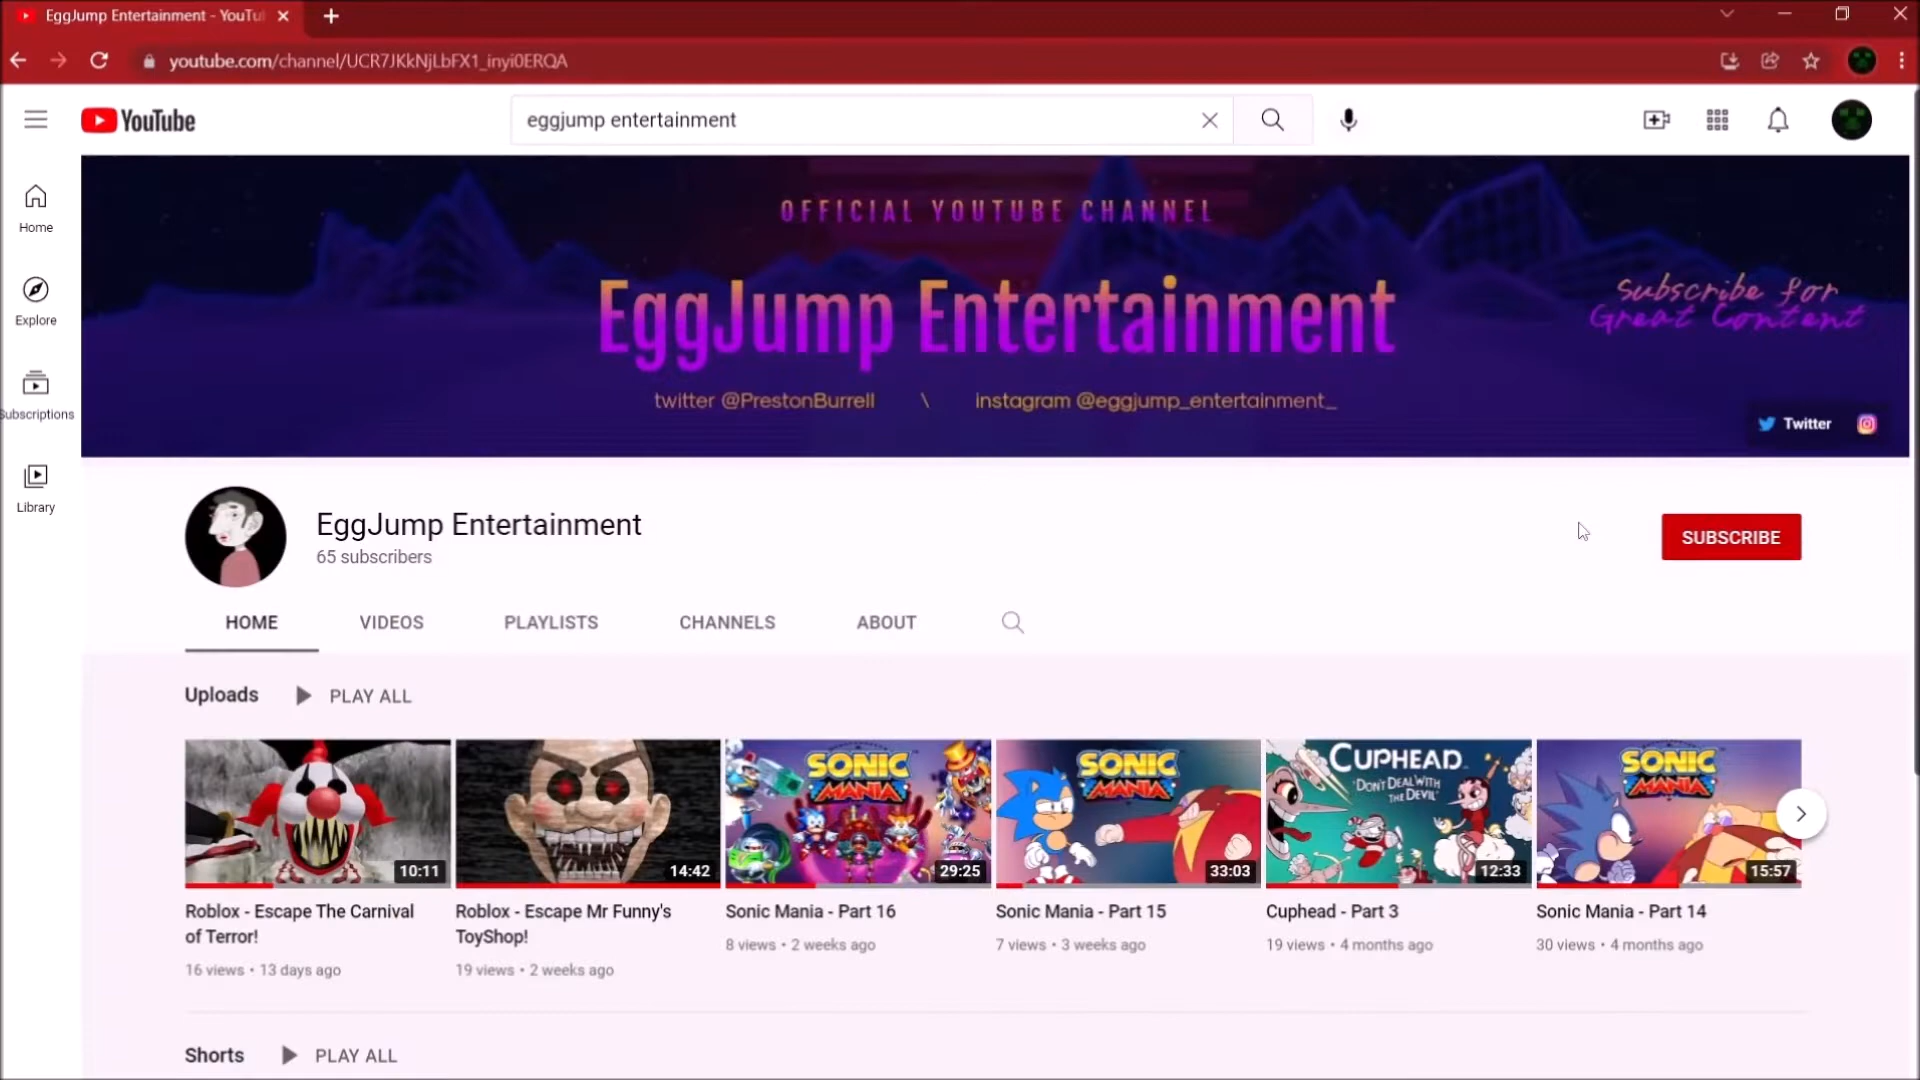 EggJump Entertainment - YouTu
youtube.com/channel/UCR7JKkNjLbFX1_inyi0ERQA
YouTube
eggjump entertainment
Home
Explore
Subscriptions
Library
OFFICIAL YOUTUBE CHANNEL
EggJump Entertainment
twitter @PrestonBurrell \ instagram @eggjump_entertainment_
Subscribe for
Great Content
Twitter
EggJump Entertainment
65 subscribers
SUBSCRIBE
HOME VIDEOS PLAYLISTS CHANNELS ABOUT
Uploads PLAY ALL
10:11
14:42
SONIC
MANIA
29:25
SONIC
MANIA
33:03
CUPHEAD
"DON'T DEAL WITH
THE DEVIL"
12:33
SONIC
MANIA
15:57
Roblox - Escape The Carnival
of Terror!
16 views • 13 days ago
Roblox - Escape Mr Funny's
ToyShop!
19 views • 2 weeks ago
Sonic Mania - Part 16
8 views • 2 weeks ago
Sonic Mania - Part 15
7 views • 3 weeks ago
Cuphead - Part 3
19 views • 4 months ago
Sonic Mania - Part 14
30 views • 4 months ago
Shorts PLAY ALL